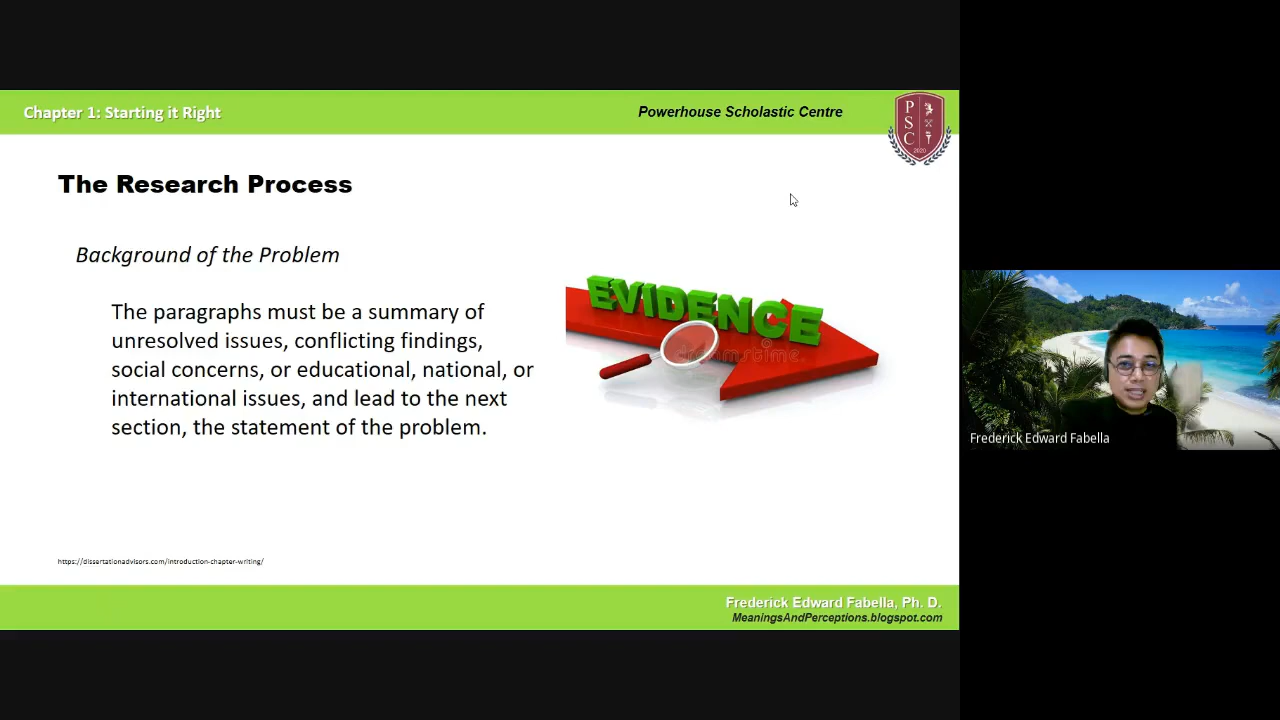 Chapter 1: Starting it Right
Powerhouse Scholastic Centre
P
S
C
2020
The Research Process
Background of the Problem
The paragraphs must be a summary of
unresolved issues, conflicting findings,
social concerns, or educational, national, or
international issues, and lead to the next
section, the statement of the problem.
EVIDENCE
dreamstime.
Frederick Edward Fabella
https://dissertationadvisors.com/introduction-chapter-writing/
Frederick Edward Fabella, Ph. D.
MeaningsAndPerceptions.blogspot.com